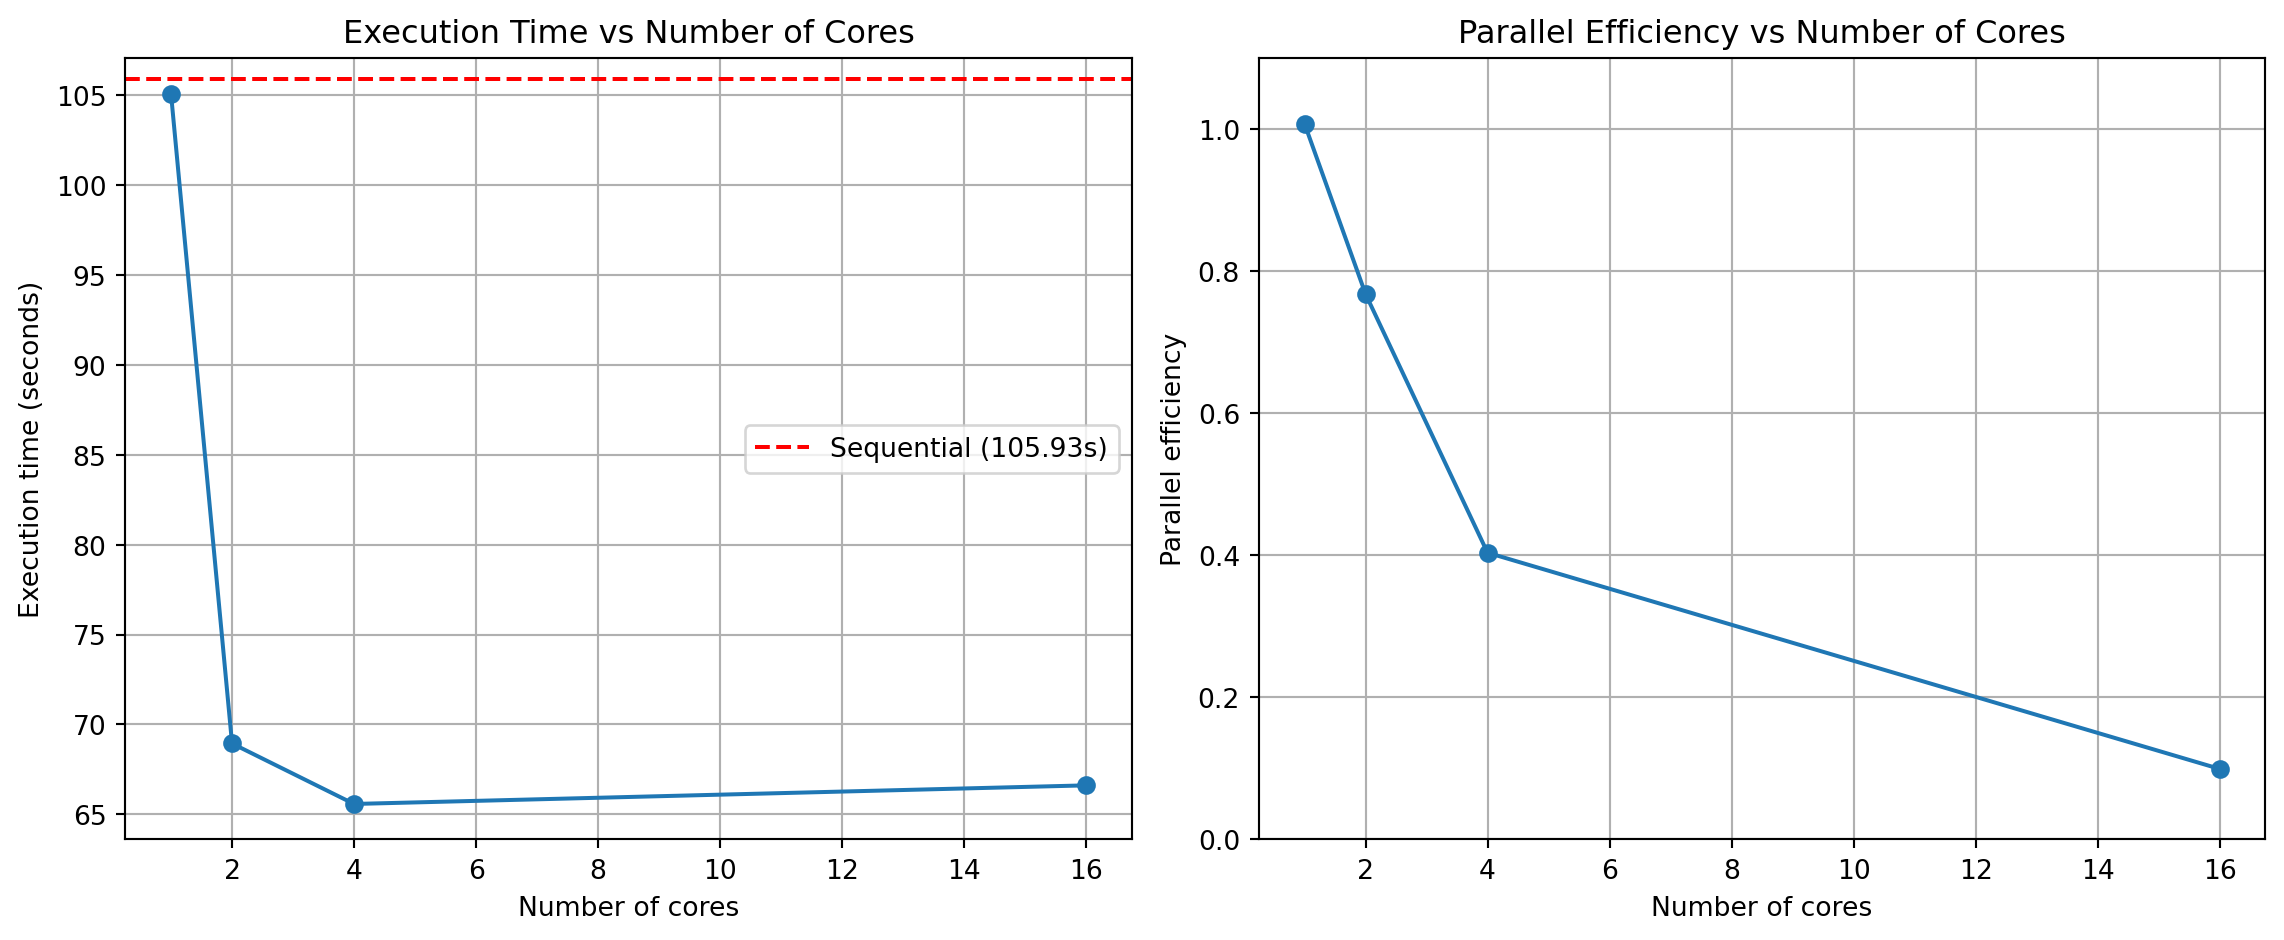 Execution Time vs Number of Cores
Execution time (seconds)
105
100
95
90
85
80
75
70
65
Sequential (105.93s)
2 4 6 8 10 12 14 16
Number of cores
Parallel Efficiency vs Number of Cores
Parallel efficiency
1.0
0.8
0.6
0.4
0.2
0.0
2 4 6 8 10 12 14 16
Number of cores